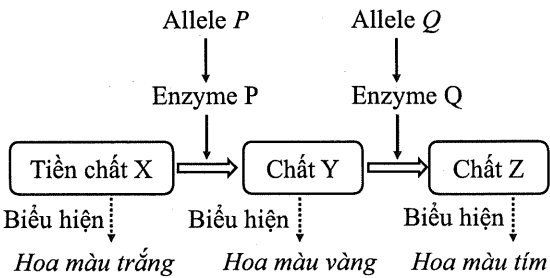 Allele P Allele Q
Enzyme P Enzyme Q
Tiền chất X Chất Y Chất Z
Biểu hiện Biểu hiện Biểu hiện
Hoa màu trắng Hoa màu vàng Hoa màu tím